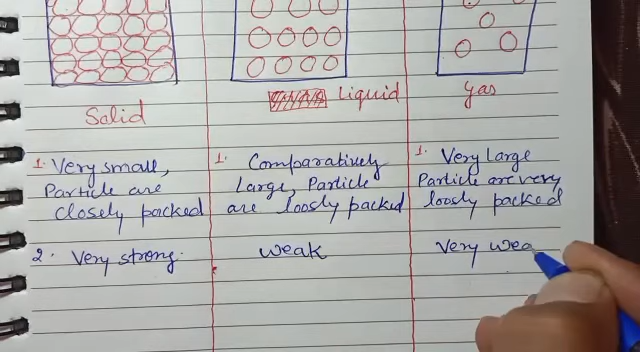 Solid
Liquid
Gas
1. Very small,
Particle are
closely packed
1. Comparatively
Large, Particle
are loosly packed
1. Very Large
Particle are very
loosly packed
2. Very strong.
weak
Very wea